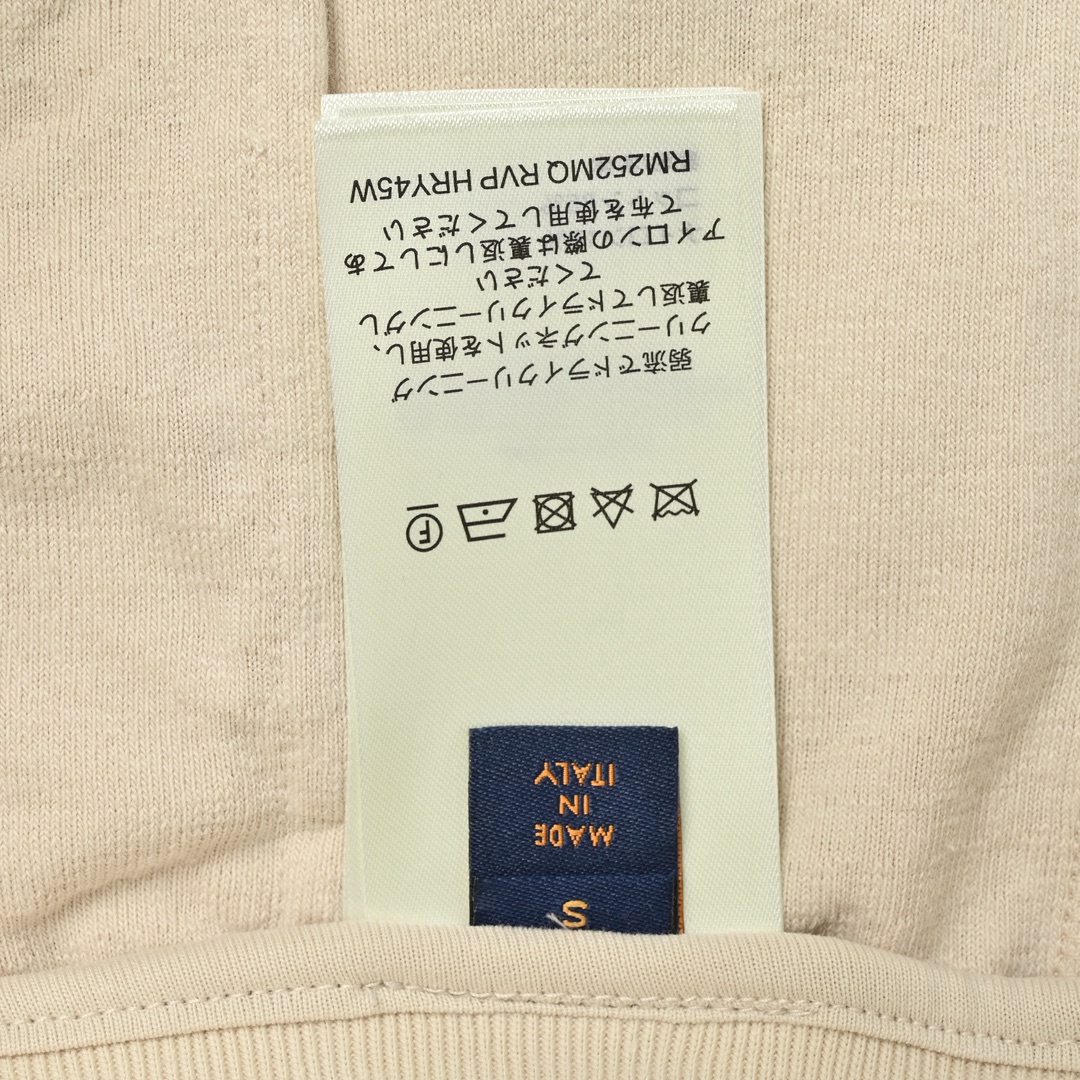 S
MADE
IN
ITALY
F
弱流でドライクリーニング
クリーニングネットを使用し、
裏返してドライクリーニングし
てください
アイロンの際は裏返しにしてあ
て布を使用してください
RM252MQ RVP HRY45W